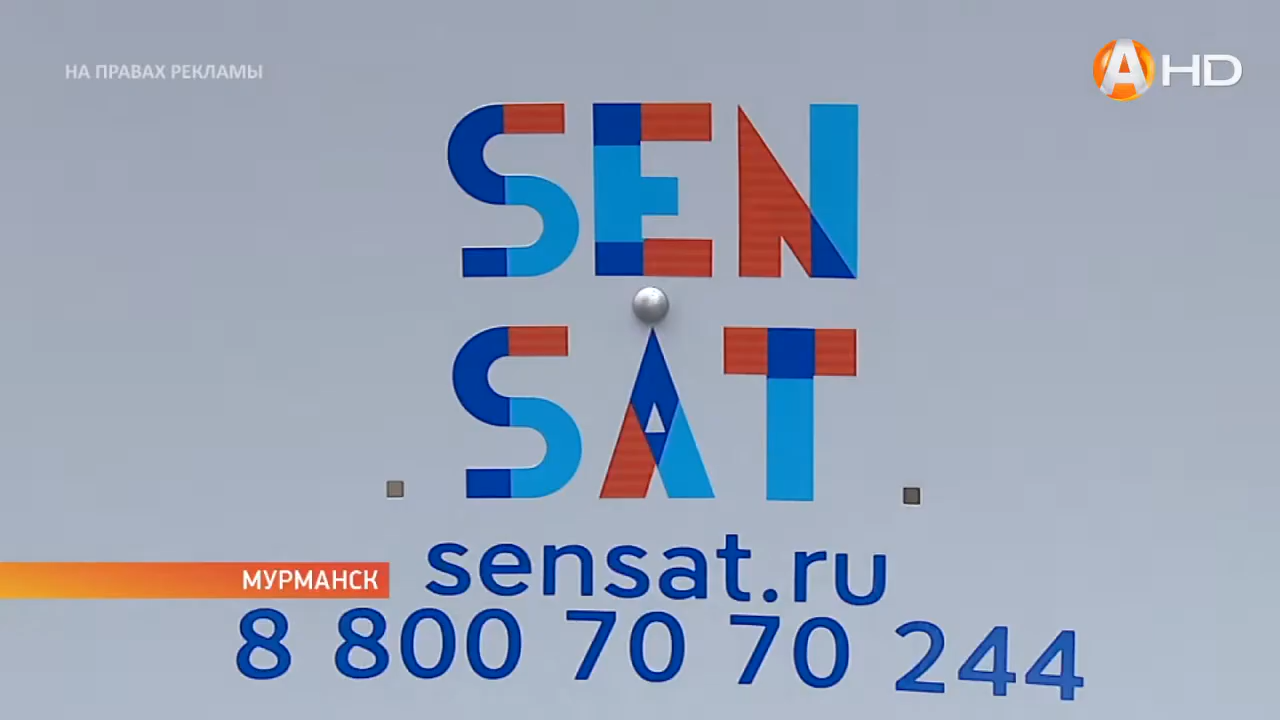 НА ПРАВАХ РЕКЛАМЫ
A HD
SEN
SAT
sensat.ru
МУРМАНСК
8 800 70 70 244